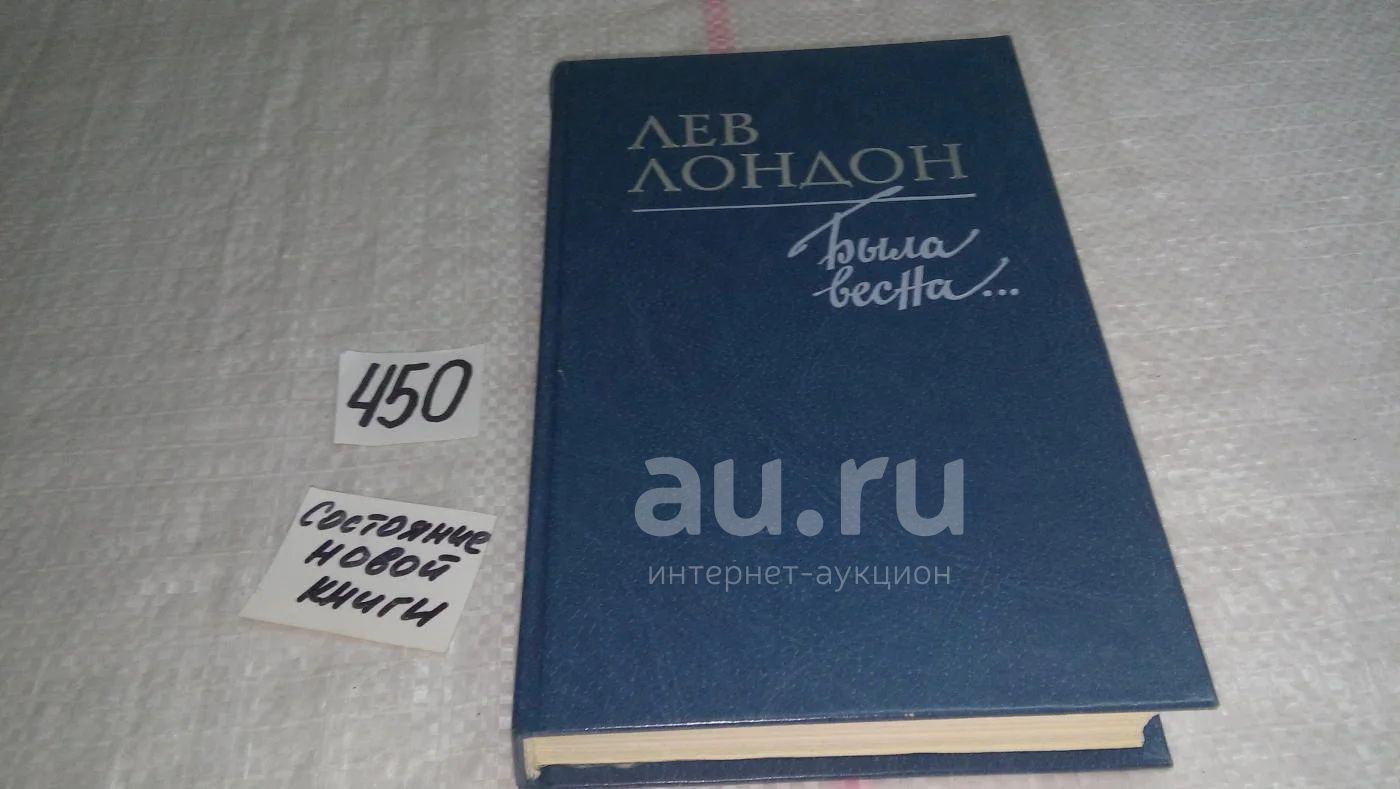 ЛЕВ
ЛОНДОН
Была
весна...
450
Состояние
новой
книги
au.ru
интернет-аукцион